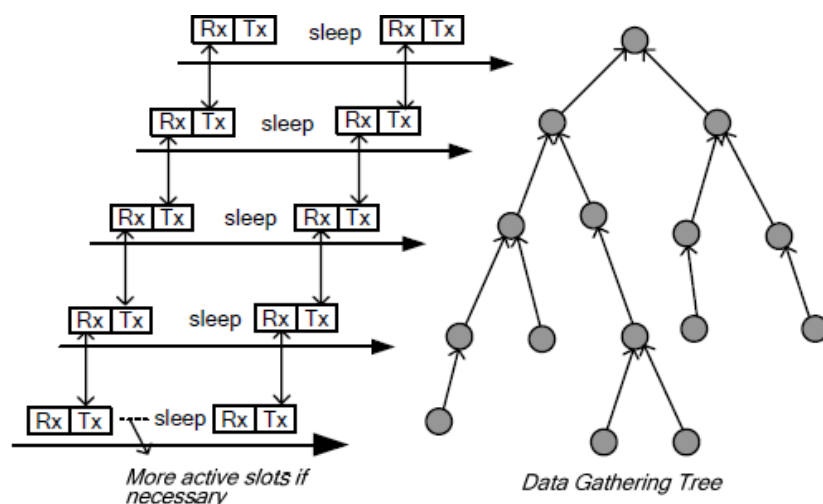 Rx Tx sleep Rx Tx
Rx Tx sleep Rx Tx
Rx Tx sleep Rx Tx
Rx Tx sleep Rx Tx
Rx Tx sleep Rx Tx
More active slots if
necessary
Data Gathering Tree